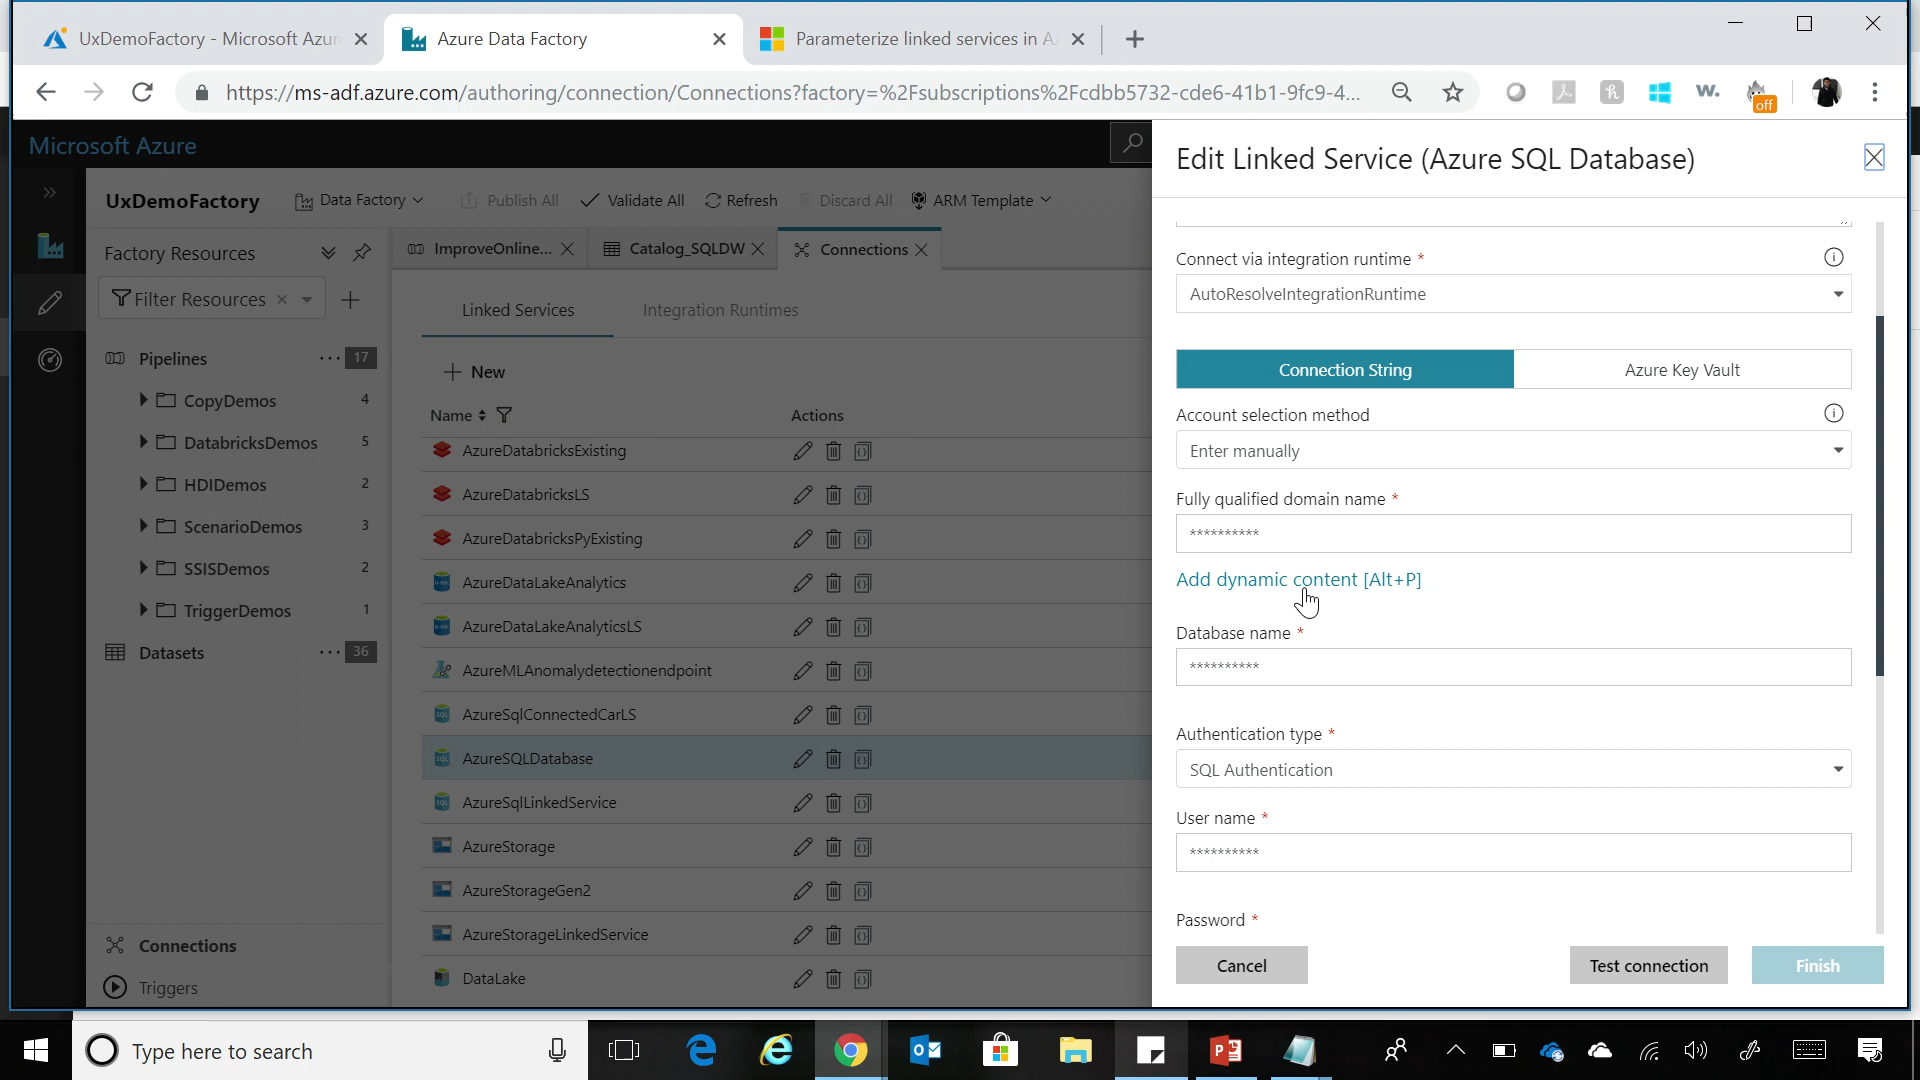 UxDemoFactory - Microsoft Azur
Azure Data Factory
Parameterize linked services in A
https://ms-adf.azure.com/authoring/connection/Connections?factory=%2Fsubscriptions%2Fcdbb5732-cde6-41b1-9fc9-4...
w.
off
Microsoft Azure
UxDemoFactory
Data Factory
Publish All
Validate All
Refresh
Discard All
ARM Template
Factory Resources
Filter Resources
Pipelines
17
CopyDemos
4
DatabricksDemos
5
HDIDemos
2
ScenarioDemos
3
SSISDemos
2
TriggerDemos
1
Datasets
36
Connections
Triggers
ImproveOnline...
Catalog_SQLDW
Connections
Linked Services
Integration Runtimes
New
Name
Actions
AzureDatabricksExisting
AzureDatabricksLS
AzureDatabricksPyExisting
AzureDataLakeAnalytics
AzureDataLakeAnalyticsLS
AzureMLAnomalydetectionendpoint
AzureSqlConnectedCarLS
AzureSQLDatabase
AzureSqlLinkedService
AzureStorage
AzureStorageGen2
AzureStorageLinkedService
DataLake
Edit Linked Service (Azure SQL Database)
Connect via integration runtime *
AutoResolveIntegrationRuntime
Connection String
Azure Key Vault
Account selection method
Enter manually
Fully qualified domain name *
**********
Add dynamic content [Alt+P]
Database name *
**********
Authentication type *
SQL Authentication
User name *
**********
Password *
Cancel
Test connection
Finish
Type here to search